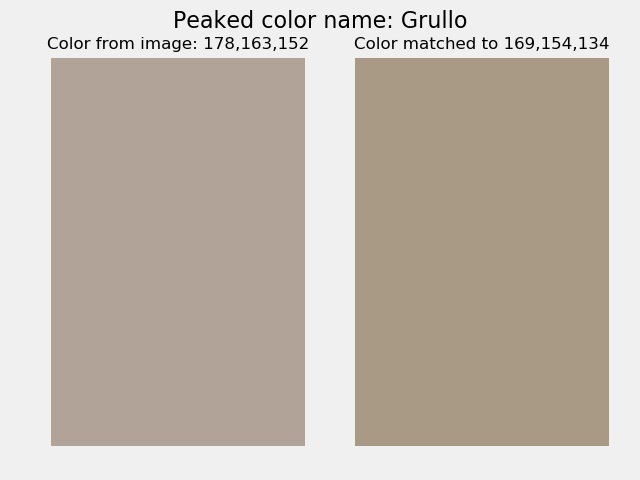 Peaked color name: Grullo
Color from image: 178,163,152
Color matched to 169,154,134